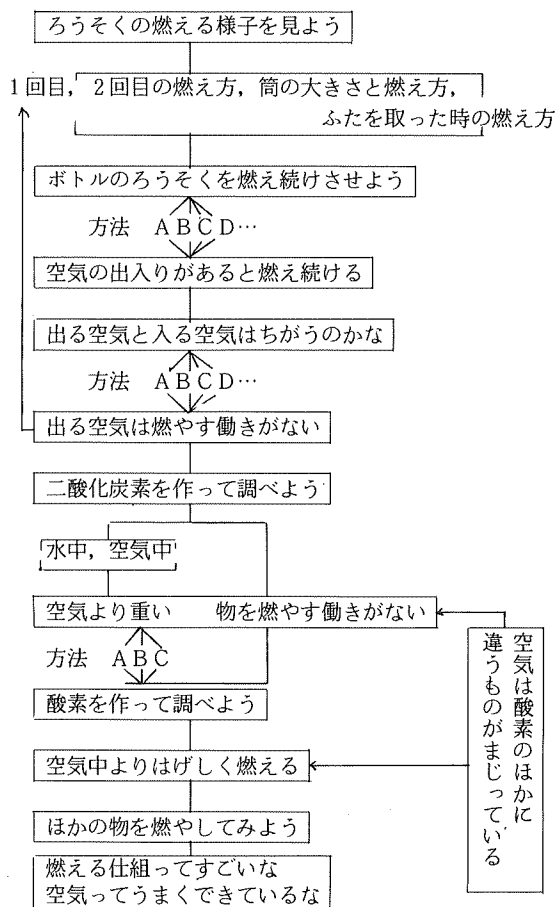 ろうそくの燃える様子を見よう
1回目，2回目の燃え方，筒の大きさと燃え方，
ふたを取った時の燃え方
ボトルのろうそくを燃え続けさせよう
方法　A B C D…
空気の出入りがあると燃え続ける
出る空気と入る空気はちがうのかな
方法　A B C D…
出る空気は燃やす働きがない
二酸化炭素を作って調べよう
水中，空気中
空気より重い　物を燃やす働きがない
方法　A B C
酸素を作って調べよう
空気中よりはげしく燃える
ほかの物を燃やしてみよう
燃える仕組ってすごいな
空気ってうまくできているな
空気は酸素のほかに
違うものがまじっている